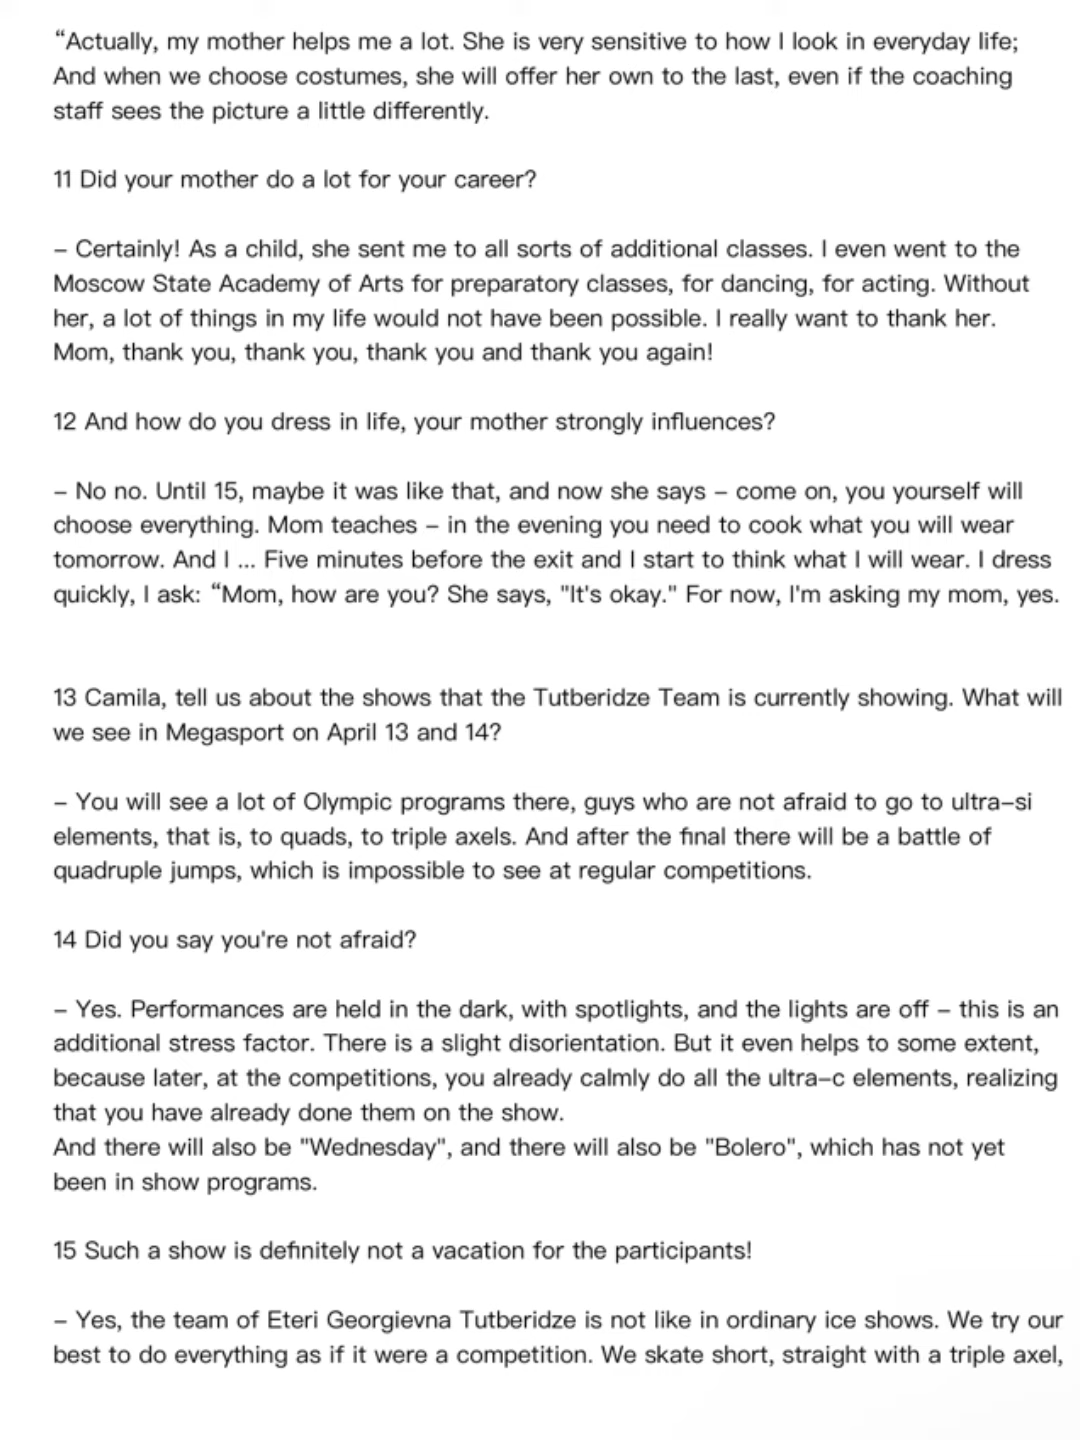 “Actually, my mother helps me a lot. She is very sensitive to how I look in everyday life;
And when we choose costumes, she will offer her own to the last, even if the coaching
staff sees the picture a little differently.
11 Did your mother do a lot for your career?
– Certainly! As a child, she sent me to all sorts of additional classes. I even went to the
Moscow State Academy of Arts for preparatory classes, for dancing, for acting. Without
her, a lot of things in my life would not have been possible. I really want to thank her.
Mom, thank you, thank you, thank you and thank you again!
12 And how do you dress in life, your mother strongly influences?
– No no. Until 15, maybe it was like that, and now she says – come on, you yourself will
choose everything. Mom teaches – in the evening you need to cook what you will wear
tomorrow. And I ... Five minutes before the exit and I start to think what I will wear. I dress
quickly, I ask: “Mom, how are you? She says, "It's okay." For now, I'm asking my mom, yes.
13 Camila, tell us about the shows that the Tutberidze Team is currently showing. What will
we see in Megasport on April 13 and 14?
– You will see a lot of Olympic programs there, guys who are not afraid to go to ultra–si
elements, that is, to quads, to triple axels. And after the final there will be a battle of
quadruple jumps, which is impossible to see at regular competitions.
14 Did you say you're not afraid?
– Yes. Performances are held in the dark, with spotlights, and the lights are off – this is an
additional stress factor. There is a slight disorientation. But it even helps to some extent,
because later, at the competitions, you already calmly do all the ultra–c elements, realizing
that you have already done them on the show.
And there will also be "Wednesday", and there will also be "Bolero", which has not yet
been in show programs.
15 Such a show is definitely not a vacation for the participants!
– Yes, the team of Eteri Georgievna Tutberidze is not like in ordinary ice shows. We try our
best to do everything as if it were a competition. We skate short, straight with a triple axel,